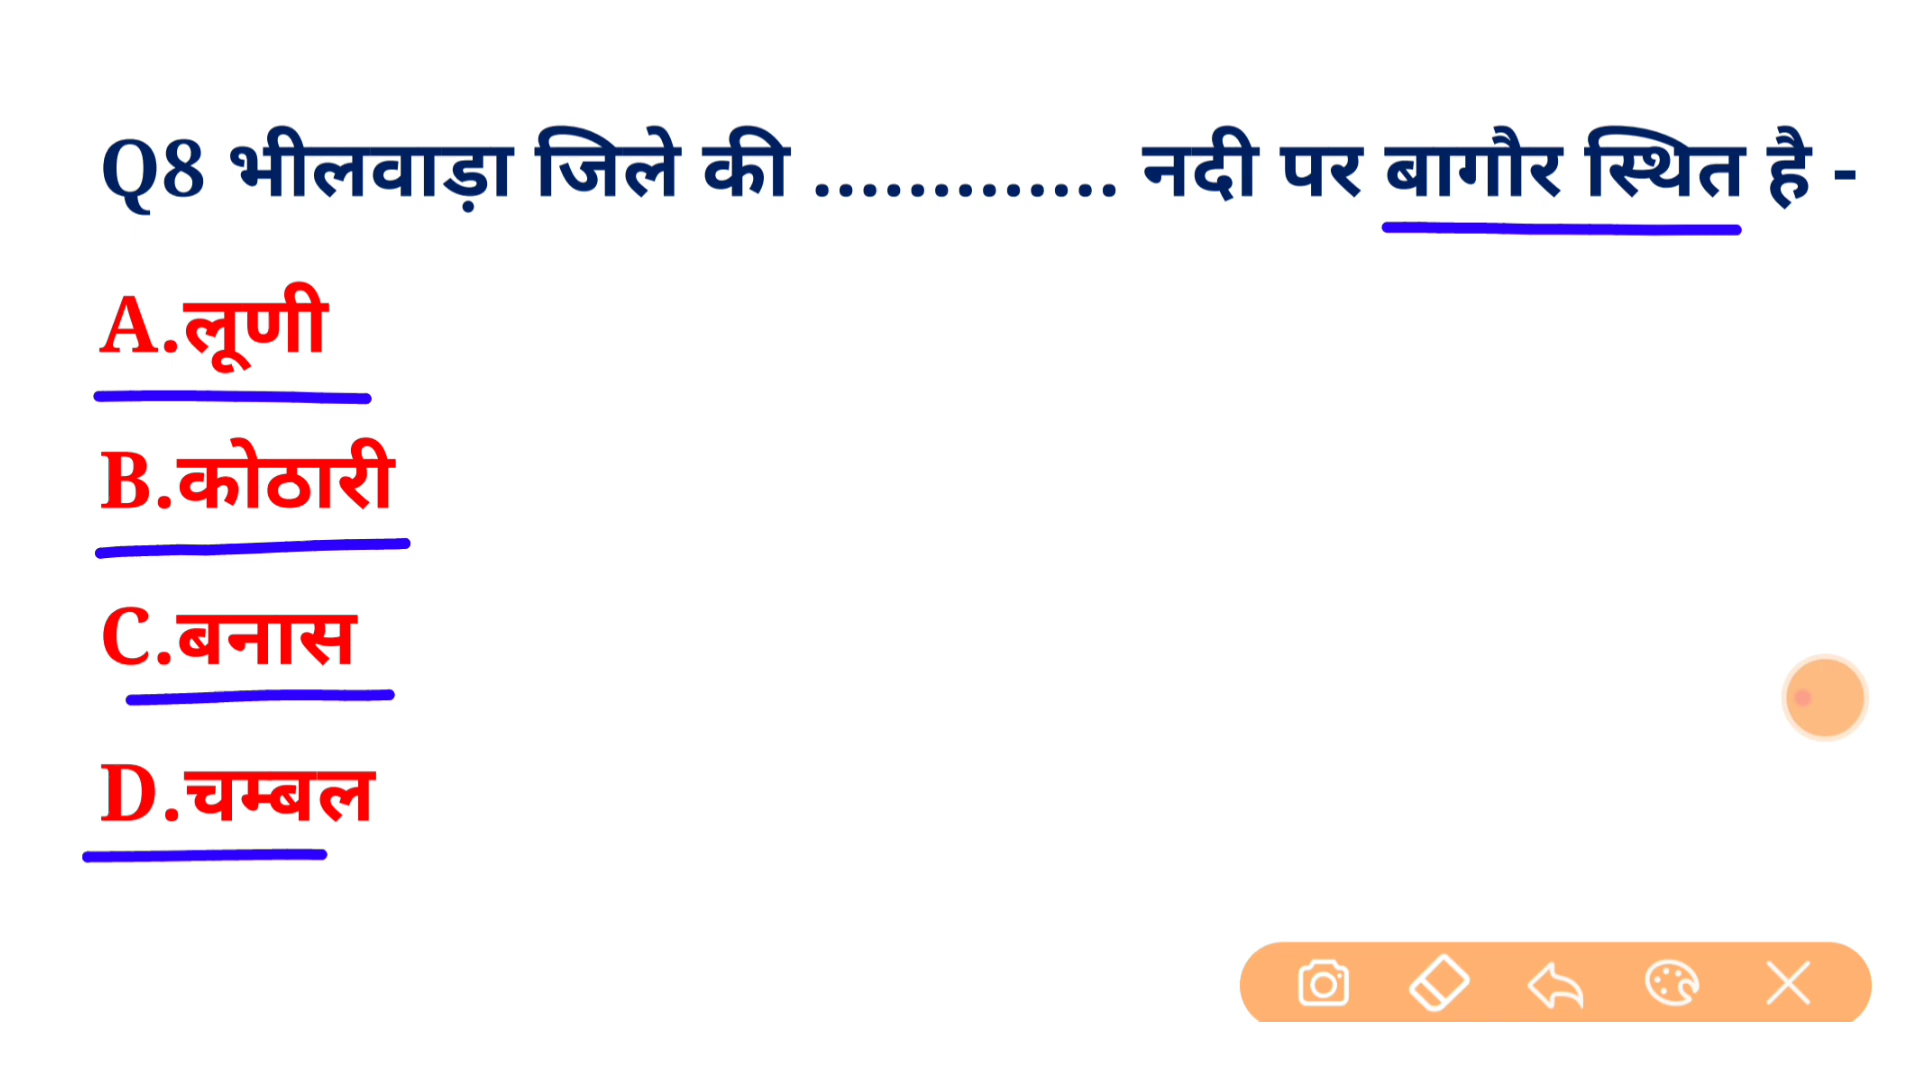 Q8 भीलवाड़ा जिले की ............. नदी पर बागौर स्थित है -
A.लूणी
B.कोठारी
C.बनास
D.चम्बल